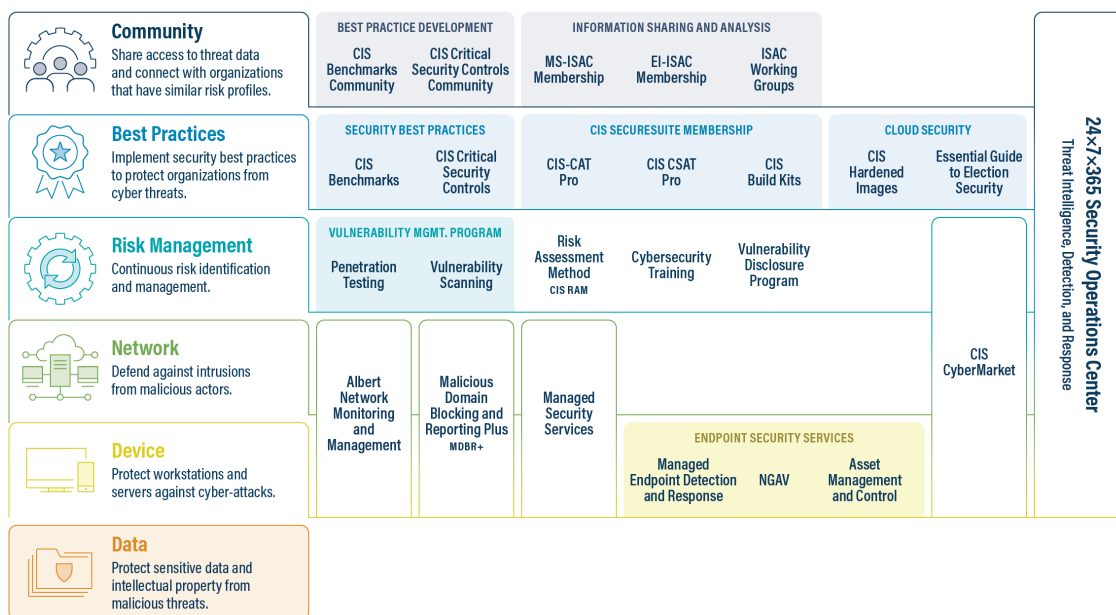 Community
Share access to threat data
and connect with organizations
that have similar risk profiles.
BEST PRACTICE DEVELOPMENT
CIS
Benchmarks
Community
CIS Critical
Security Controls
Community
INFORMATION SHARING AND ANALYSIS
MS-ISAC
Membership
EI-ISAC
Membership
ISAC
Working
Groups
Best Practices
Implement security best practices
to protect organizations from
cyber threats.
SECURITY BEST PRACTICES
CIS
Benchmarks
CIS Critical
Security
Controls
CIS SECURESUITE MEMBERSHIP
CIS-CAT
Pro
CIS CSAT
Pro
CIS
Build Kits
CLOUD SECURITY
CIS
Hardened
Images
Essential Guide
to Election
Security
Risk Management
Continuous risk identification
and management.
VULNERABILITY MGMT. PROGRAM
Penetration
Testing
Vulnerability
Scanning
Risk
Assessment
Method
CIS RAM
Cybersecurity
Training
Vulnerability
Disclosure
Program
Network
Defend against intrusions
from malicious actors.
Albert
Network
Monitoring
and
Management
Malicious
Domain
Blocking and
Reporting Plus
MDBR+
Managed
Security
Services
CIS
CyberMarket
Device
Protect workstations and
servers against cyber-attacks.
ENDPOINT SECURITY SERVICES
Managed
Endpoint Detection
and Response
NGAV
Asset
Management
and Control
Data
Protect sensitive data and
intellectual property from
malicious threats.
24×7×365 Security Operations Center
Threat Intelligence, Detection, and Response